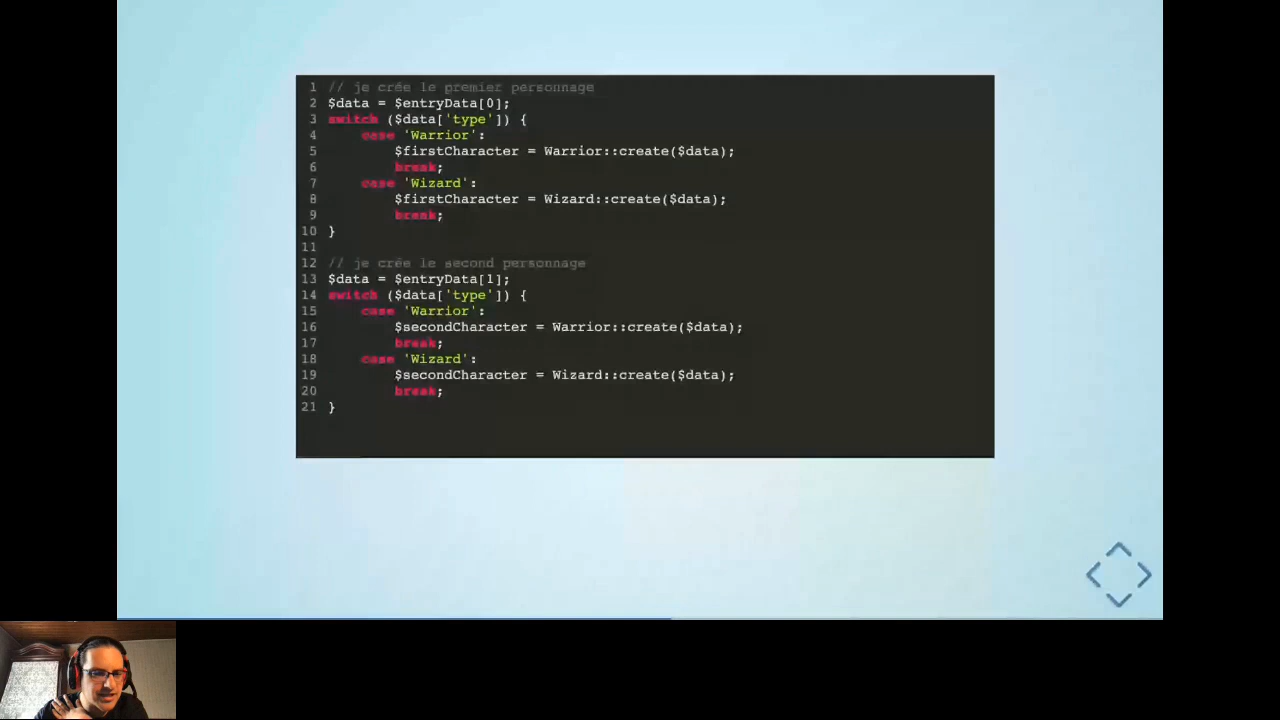 1 // je crée le premier personnage
2 $data = $entryData[0];
3 switch ($data['type']) {
4     case 'Warrior':
5         $firstCharacter = Warrior::create($data);
6         break;
7     case 'Wizard':
8         $firstCharacter = Wizard::create($data);
9         break;
10 }
11
12 // je crée le second personnage
13 $data = $entryData[1];
14 switch ($data['type']) {
15     case 'Warrior':
16         $secondCharacter = Warrior::create($data);
17         break;
18     case 'Wizard':
19         $secondCharacter = Wizard::create($data);
20         break;
21 }